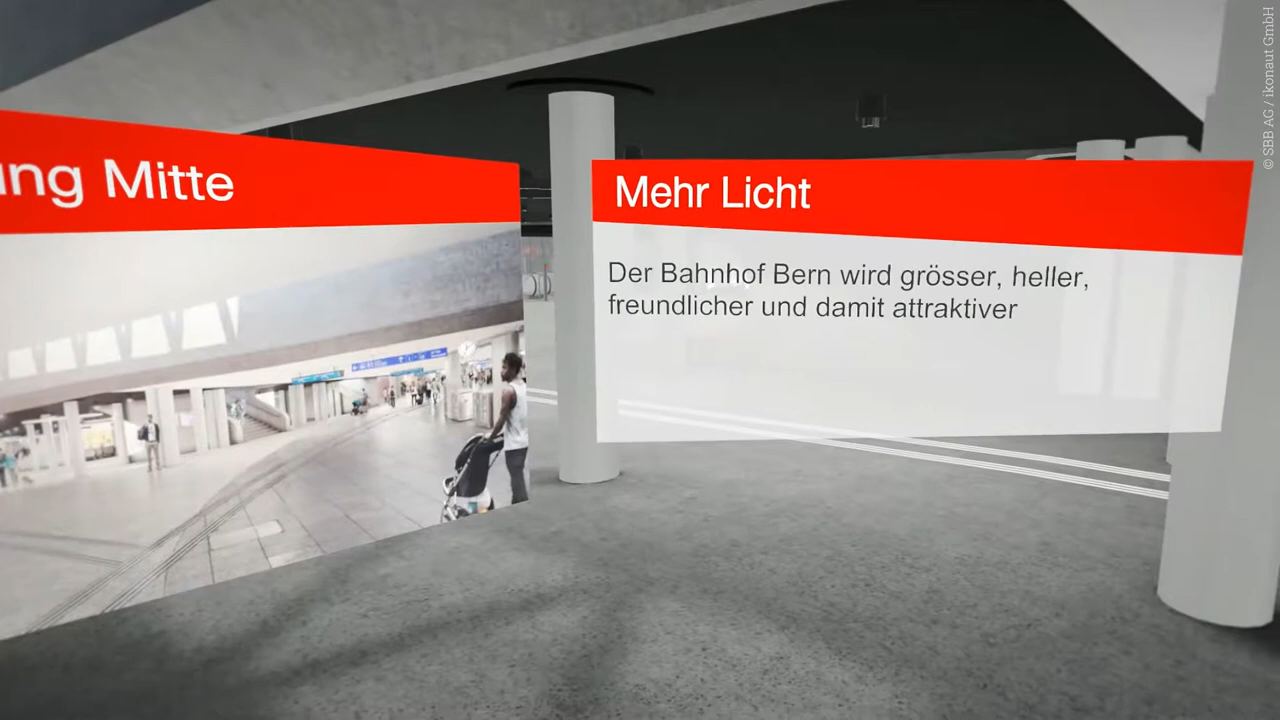 ung Mitte
Mehr Licht
Der Bahnhof Bern wird grösser, heller,
freundlicher und damit attraktiver
© SBB AG / ikonaut GmbH